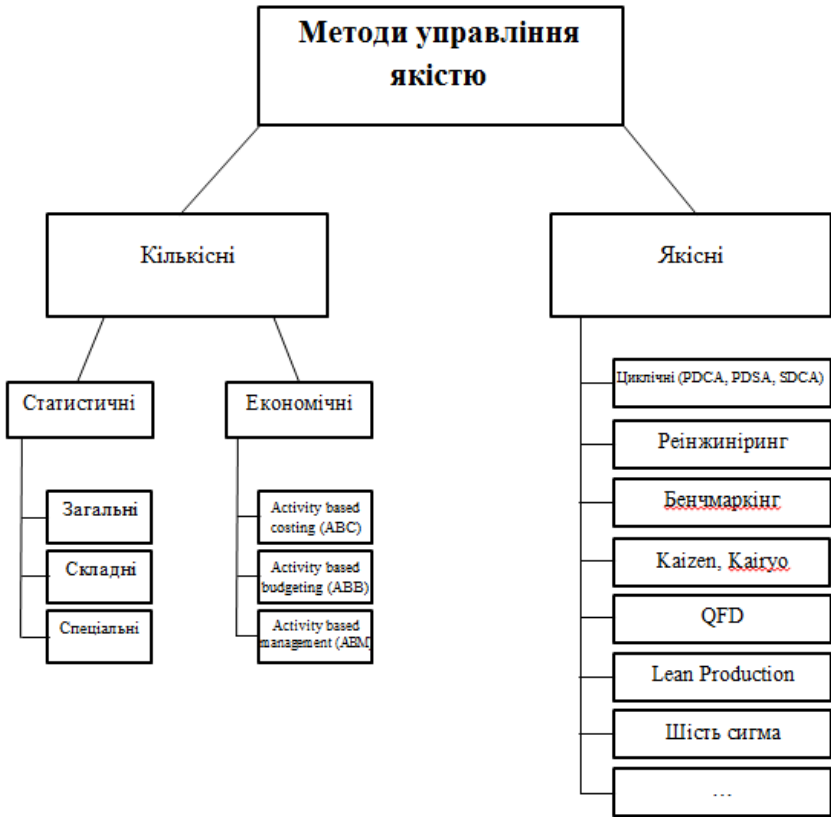 Методи управління
якістю
Кількісні
Якісні
Статистичні
Економічні
Загальні
Складні
Спеціальні
Activity based
costing (ABC)
Activity based
budgeting (ABB)
Activity based
management (ABM)
Циклічні (PDCA, PDSA, SDCA)
Реінжиніринг
Бенчмаркінг
Kaizen, Kairyo
QFD
Lean Production
Шість сигма
...